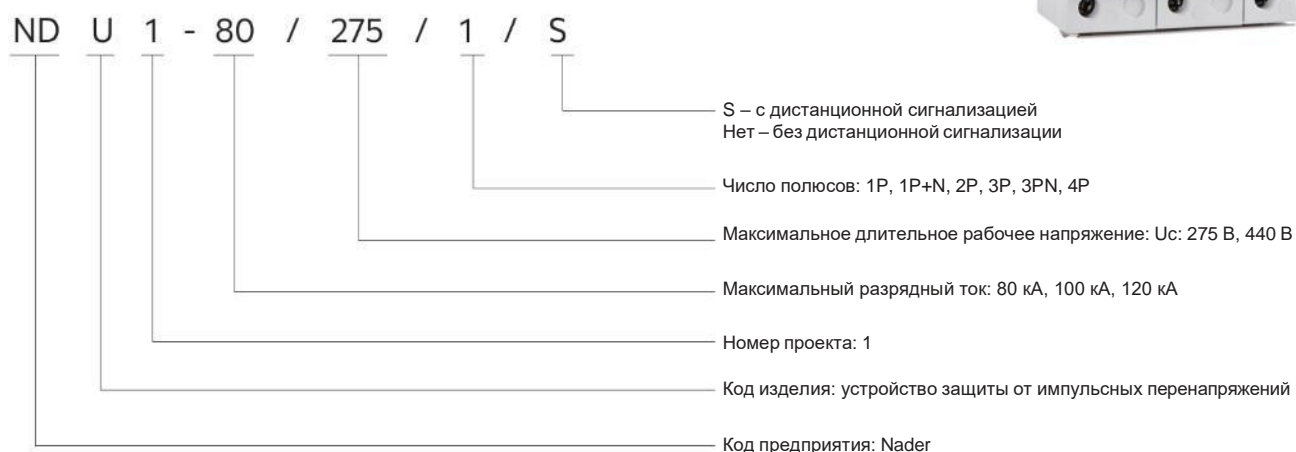 ND U 1 - 80 / 275 / 1 / S
S – с дистанционной сигнализацией
Нет – без дистанционной сигнализации
Число полюсов: 1P, 1P+N, 2P, 3P, 3PN, 4P
Максимальное длительное рабочее напряжение: Uc: 275 В, 440 В
Максимальный разрядный ток: 80 кА, 100 кА, 120 кА
Номер проекта: 1
Код изделия: устройство защиты от импульсных перенапряжений
Код предприятия: Nader